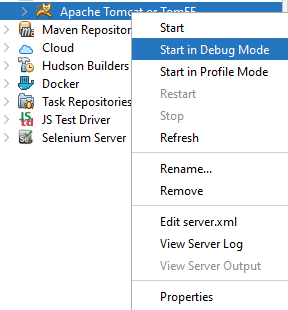 Apache Tomcat or TomEE
Maven Repositor
Cloud
Hudson Builders
Docker
Task Repositories
JS Test Driver
Selenium Server
Start
Start in Debug Mode
Start in Profile Mode
Restart
Stop
Refresh
Rename...
Remove
Edit server.xml
View Server Log
View Server Output
Properties